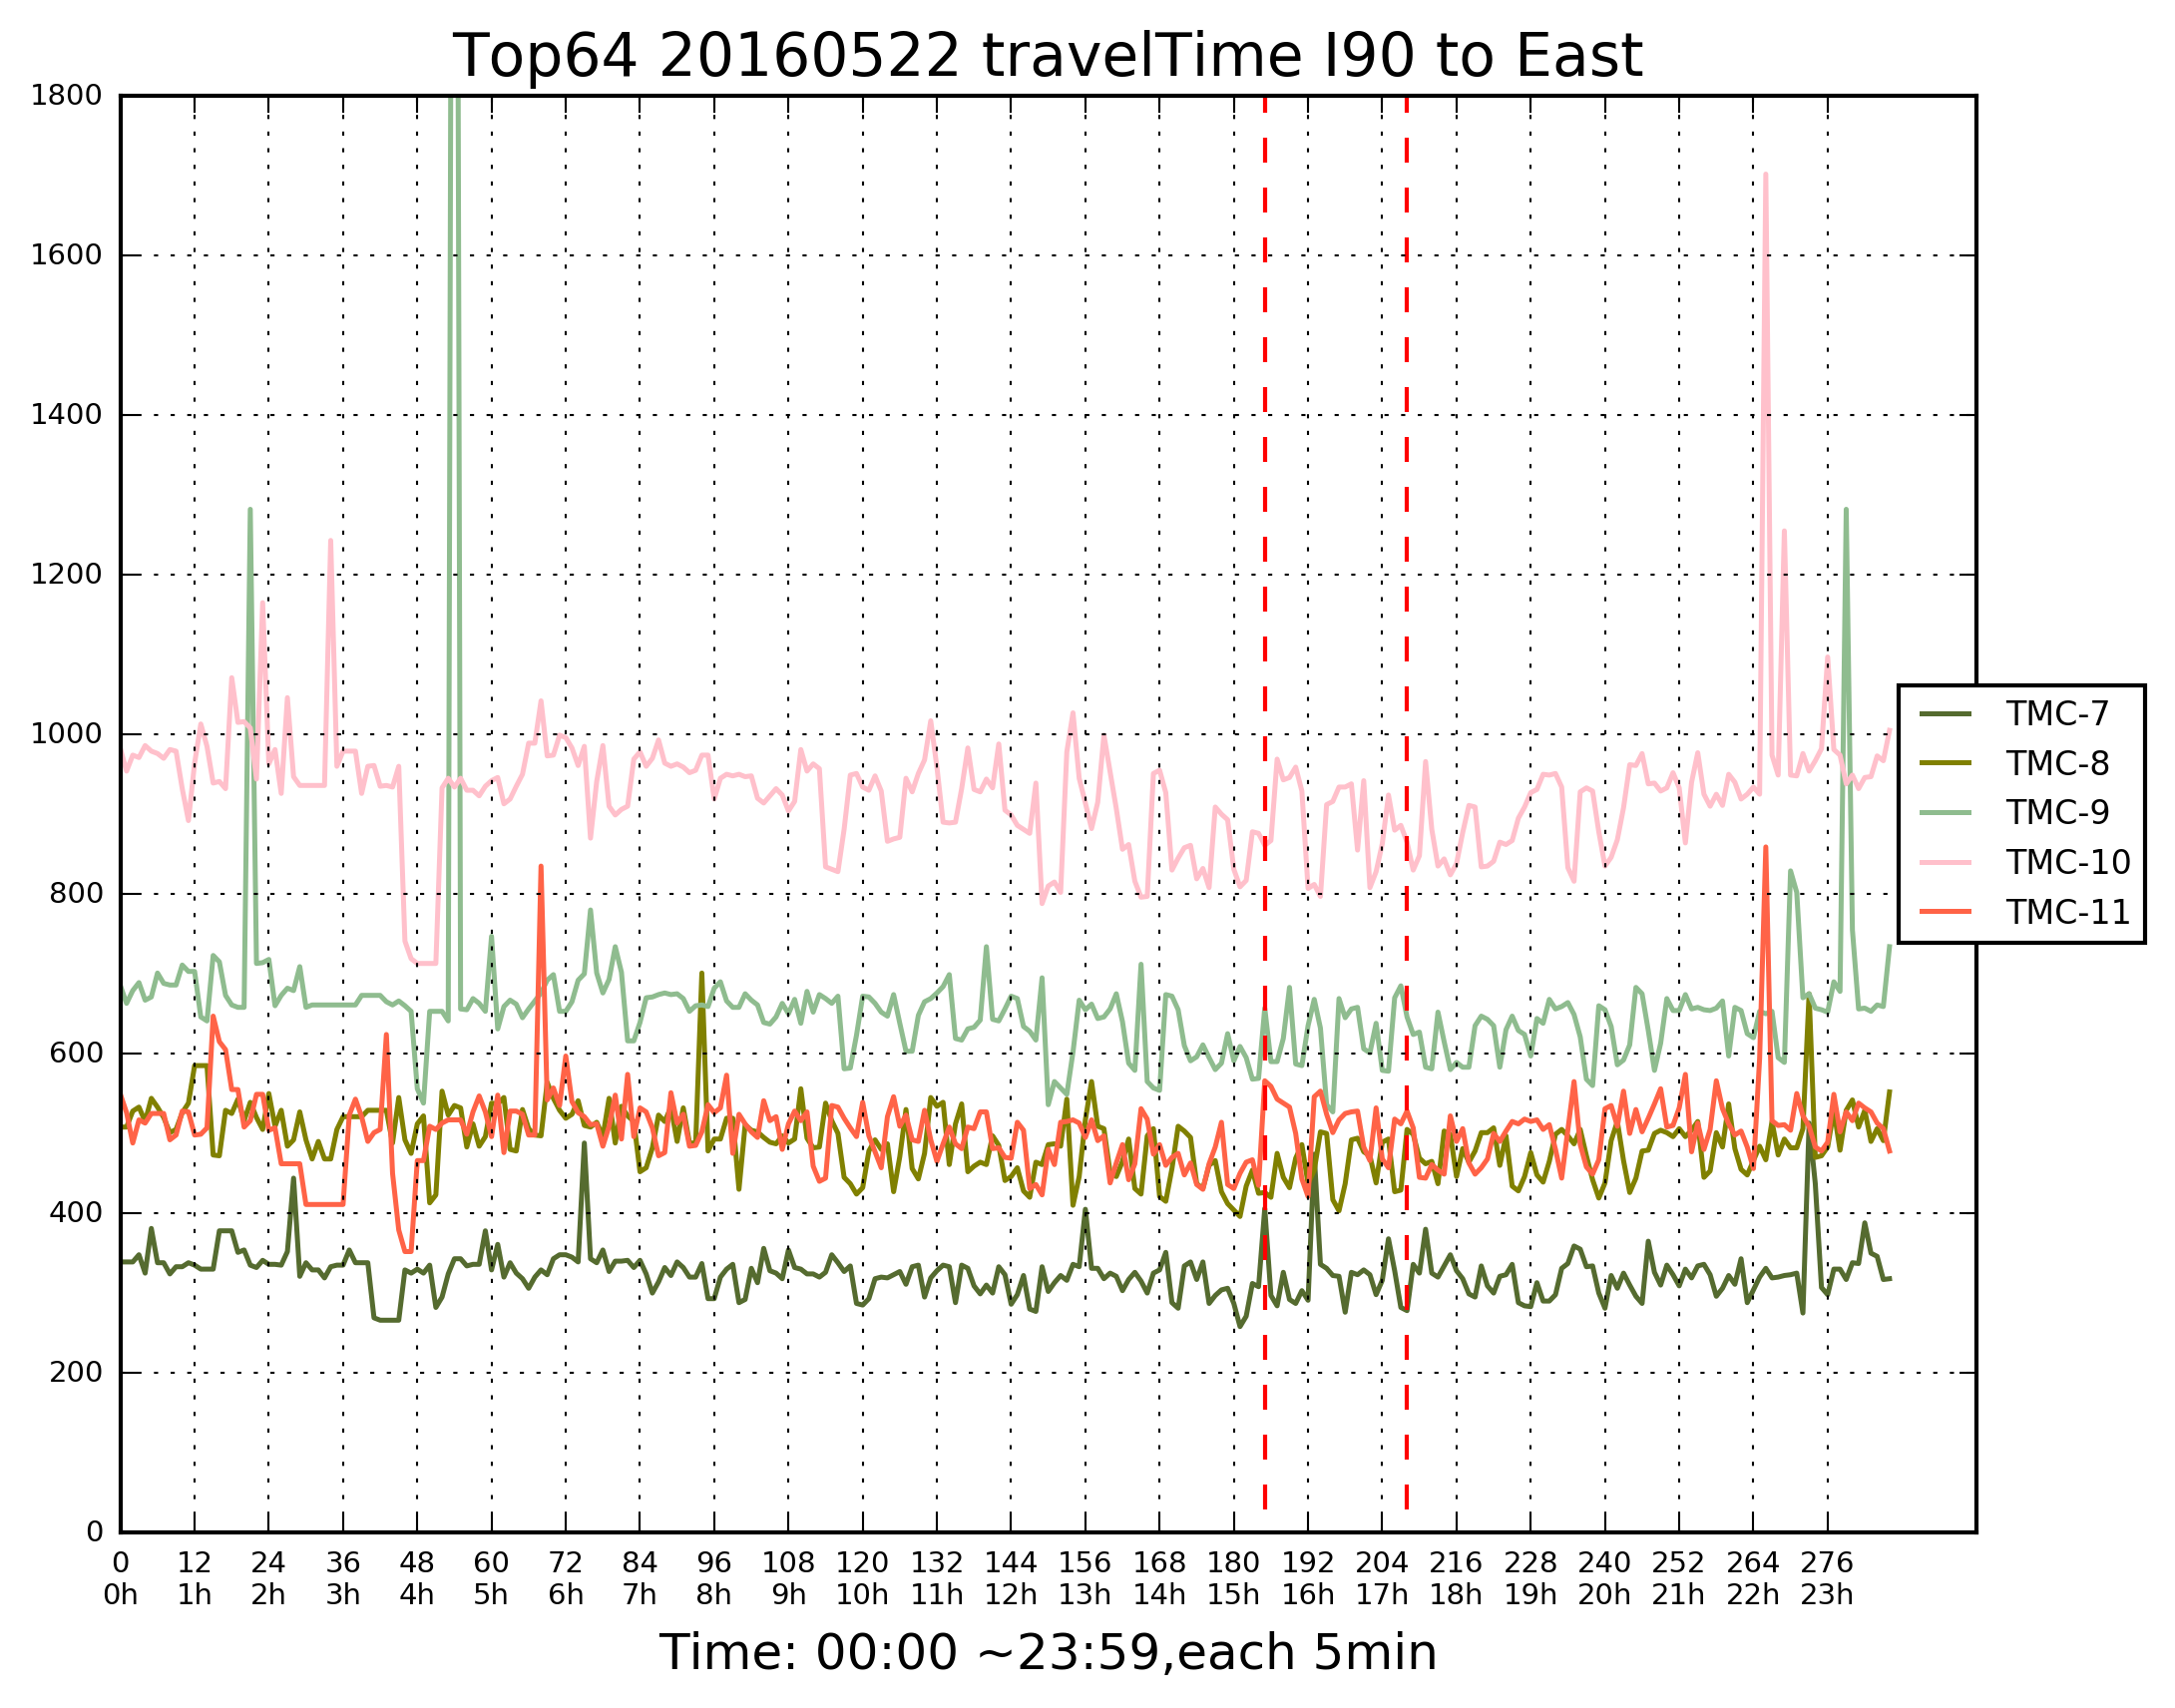 Top64 20160522 travelTime I90 to East
1800
1600
1400
1200
1000
800
600
400
200
0
TMC-7
TMC-8
TMC-9
TMC-10
TMC-11
0 12 24 36 48 60 72 84 96 108 120 132 144 156 168 180 192 204 216 228 240 252 264 276
0h 1h 2h 3h 4h 5h 6h 7h 8h 9h 10h 11h 12h 13h 14h 15h 16h 17h 18h 19h 20h 21h 22h 23h
Time: 00:00 ~23:59,each 5min